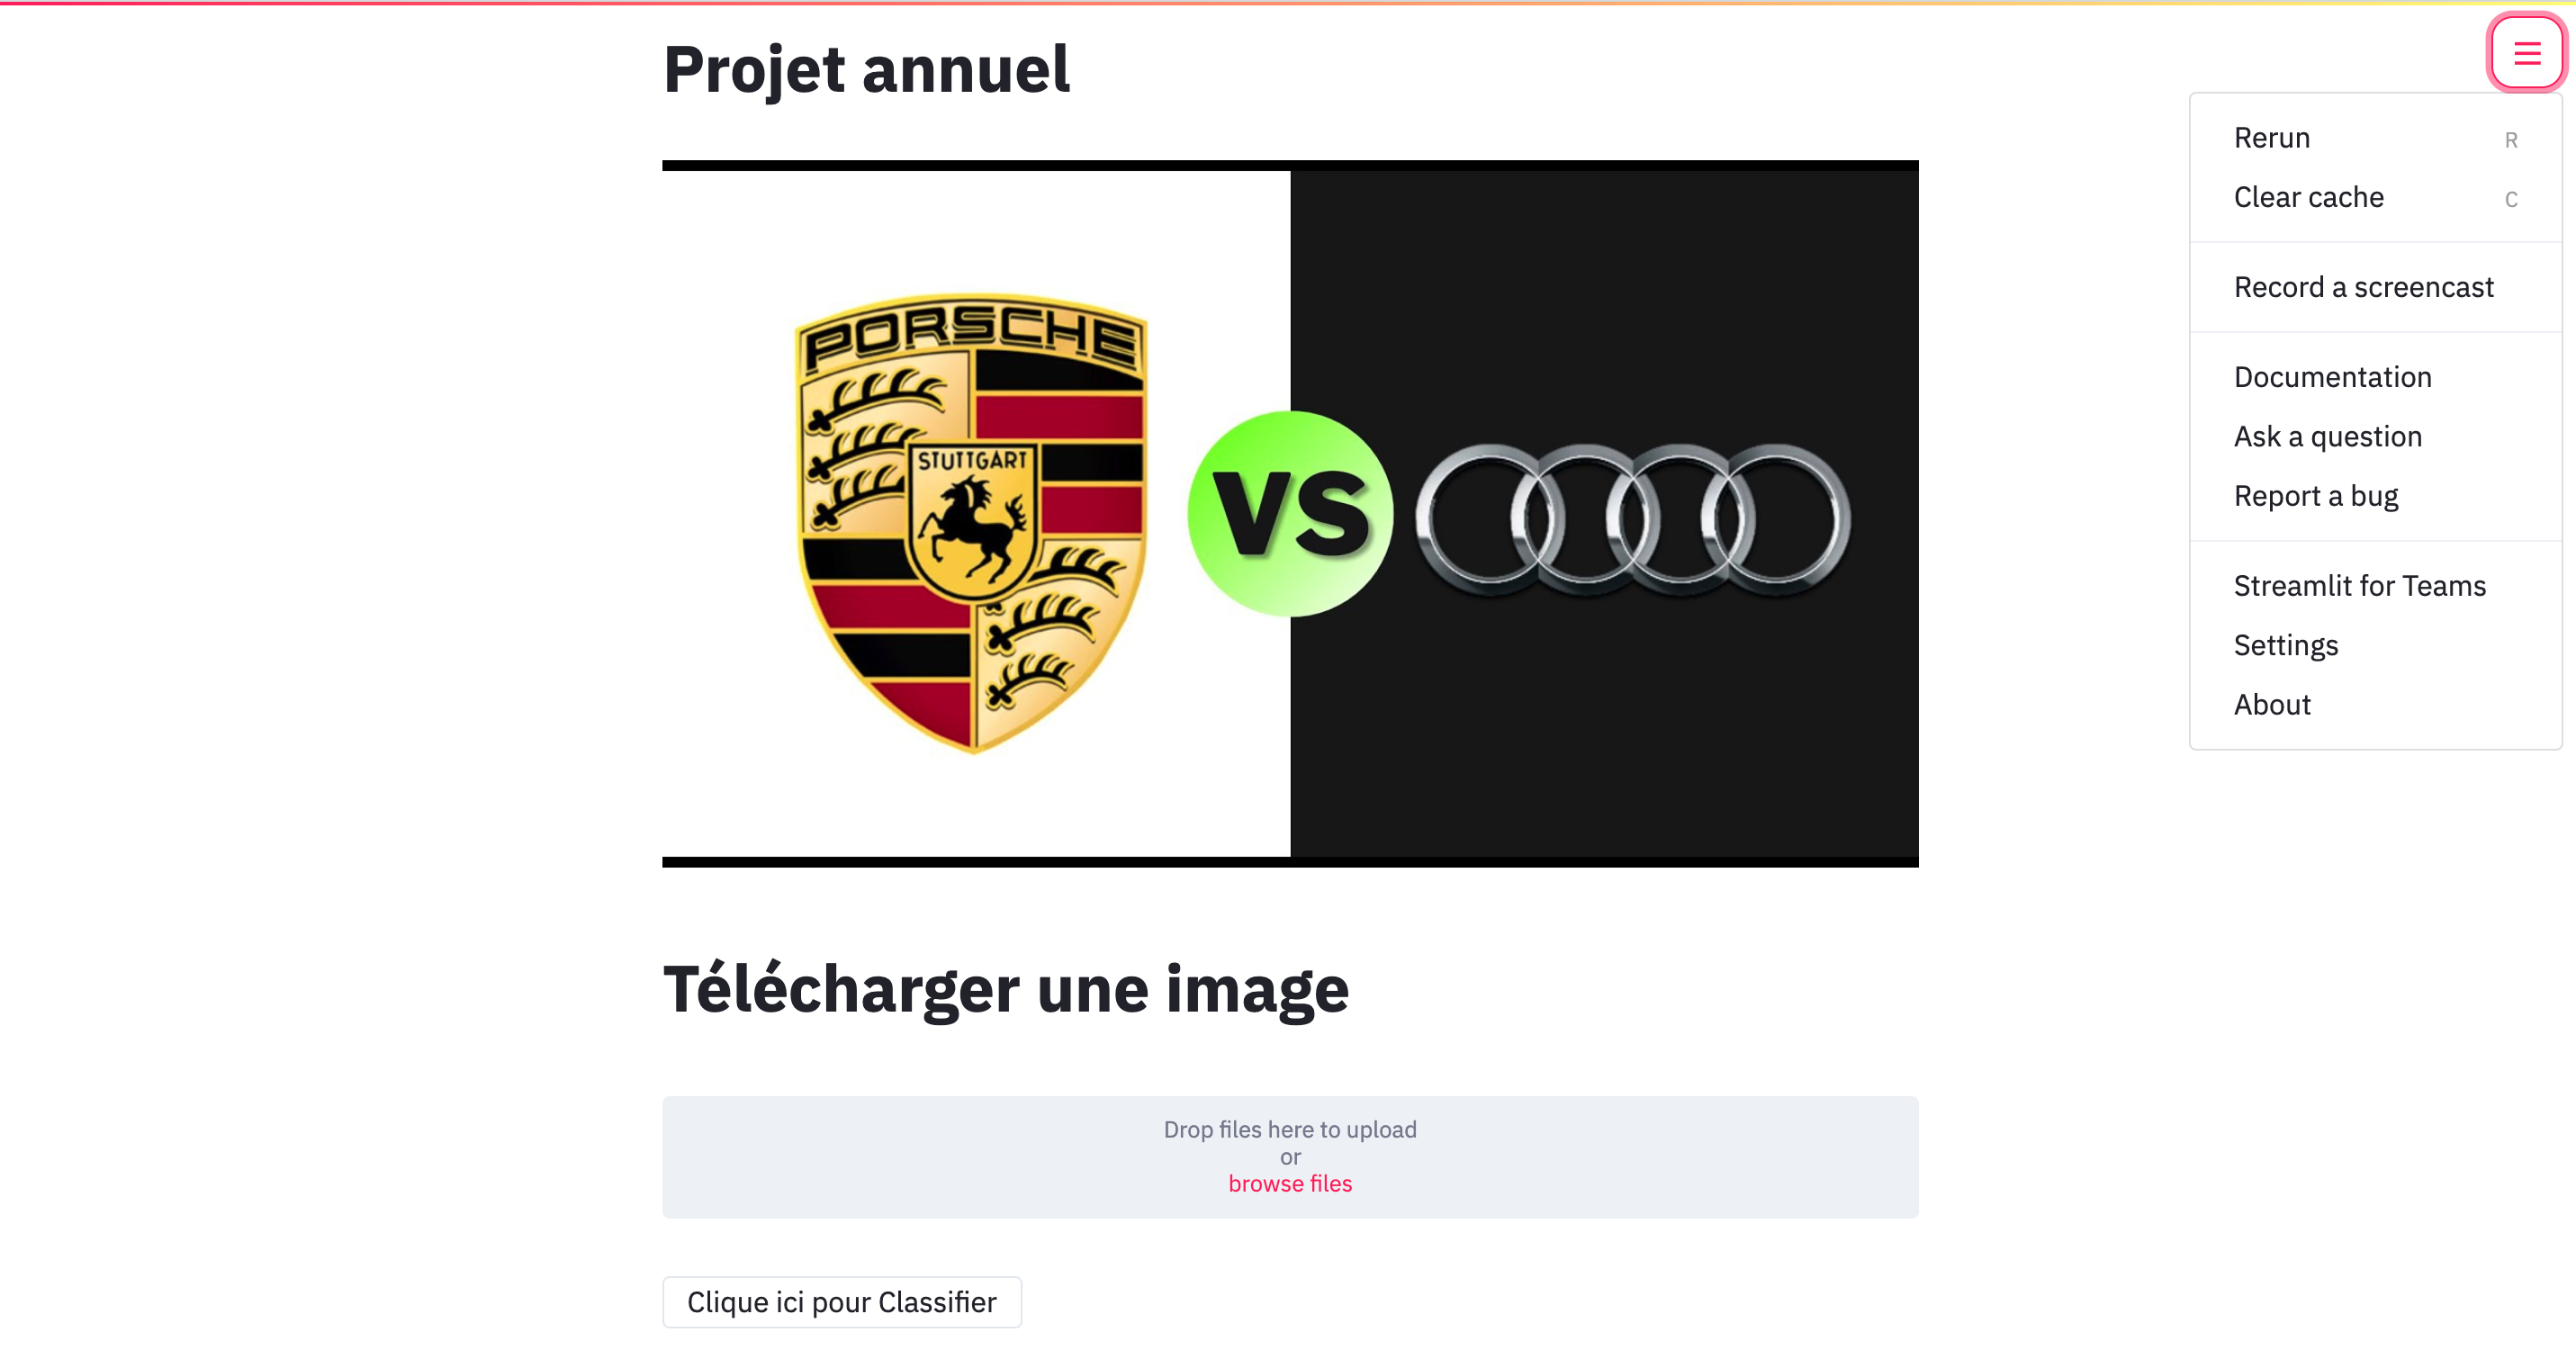 Projet annuel
PORSCHE
STUTTGART
VS
Télécharger une image
Drop files here to upload
or
browse files
Clique ici pour Classifier
Rerun R
Clear cache C
Record a screencast
Documentation
Ask a question
Report a bug
Streamlit for Teams
Settings
About